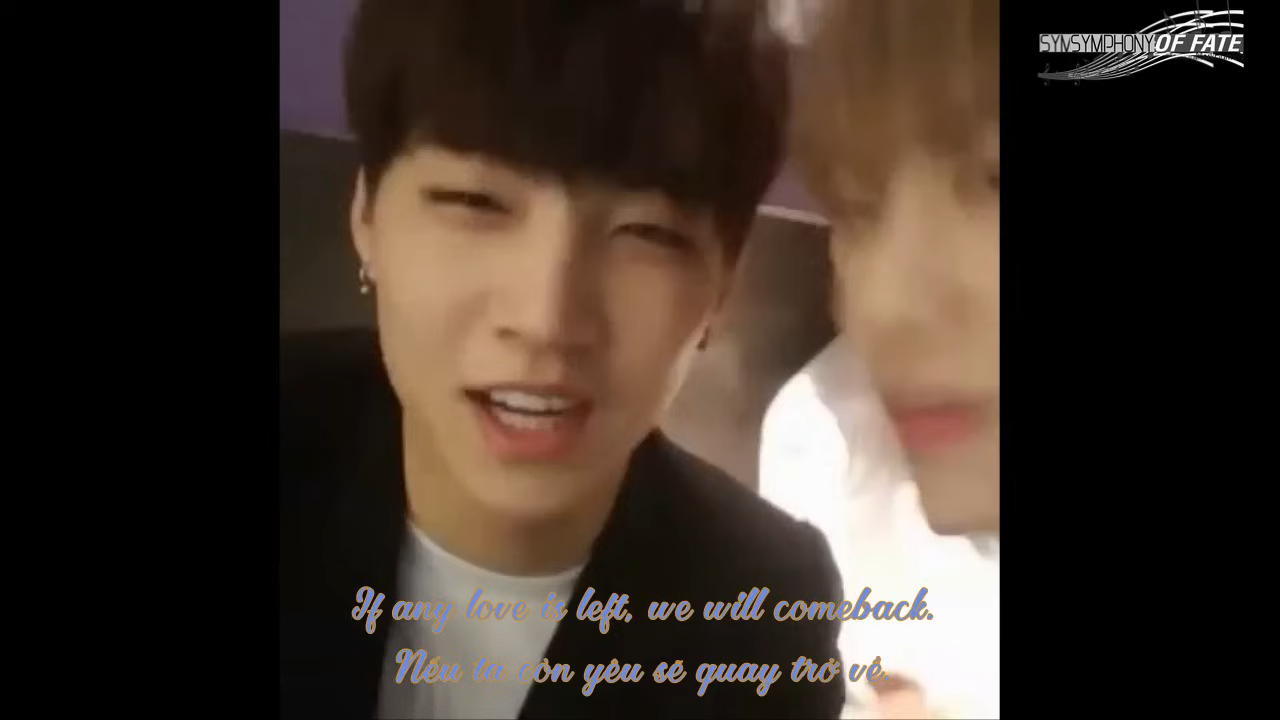 SYMSYMPHONY OF FATE
If any love is left, we will comeback.
Nếu ta còn yêu sẽ quay trở về.